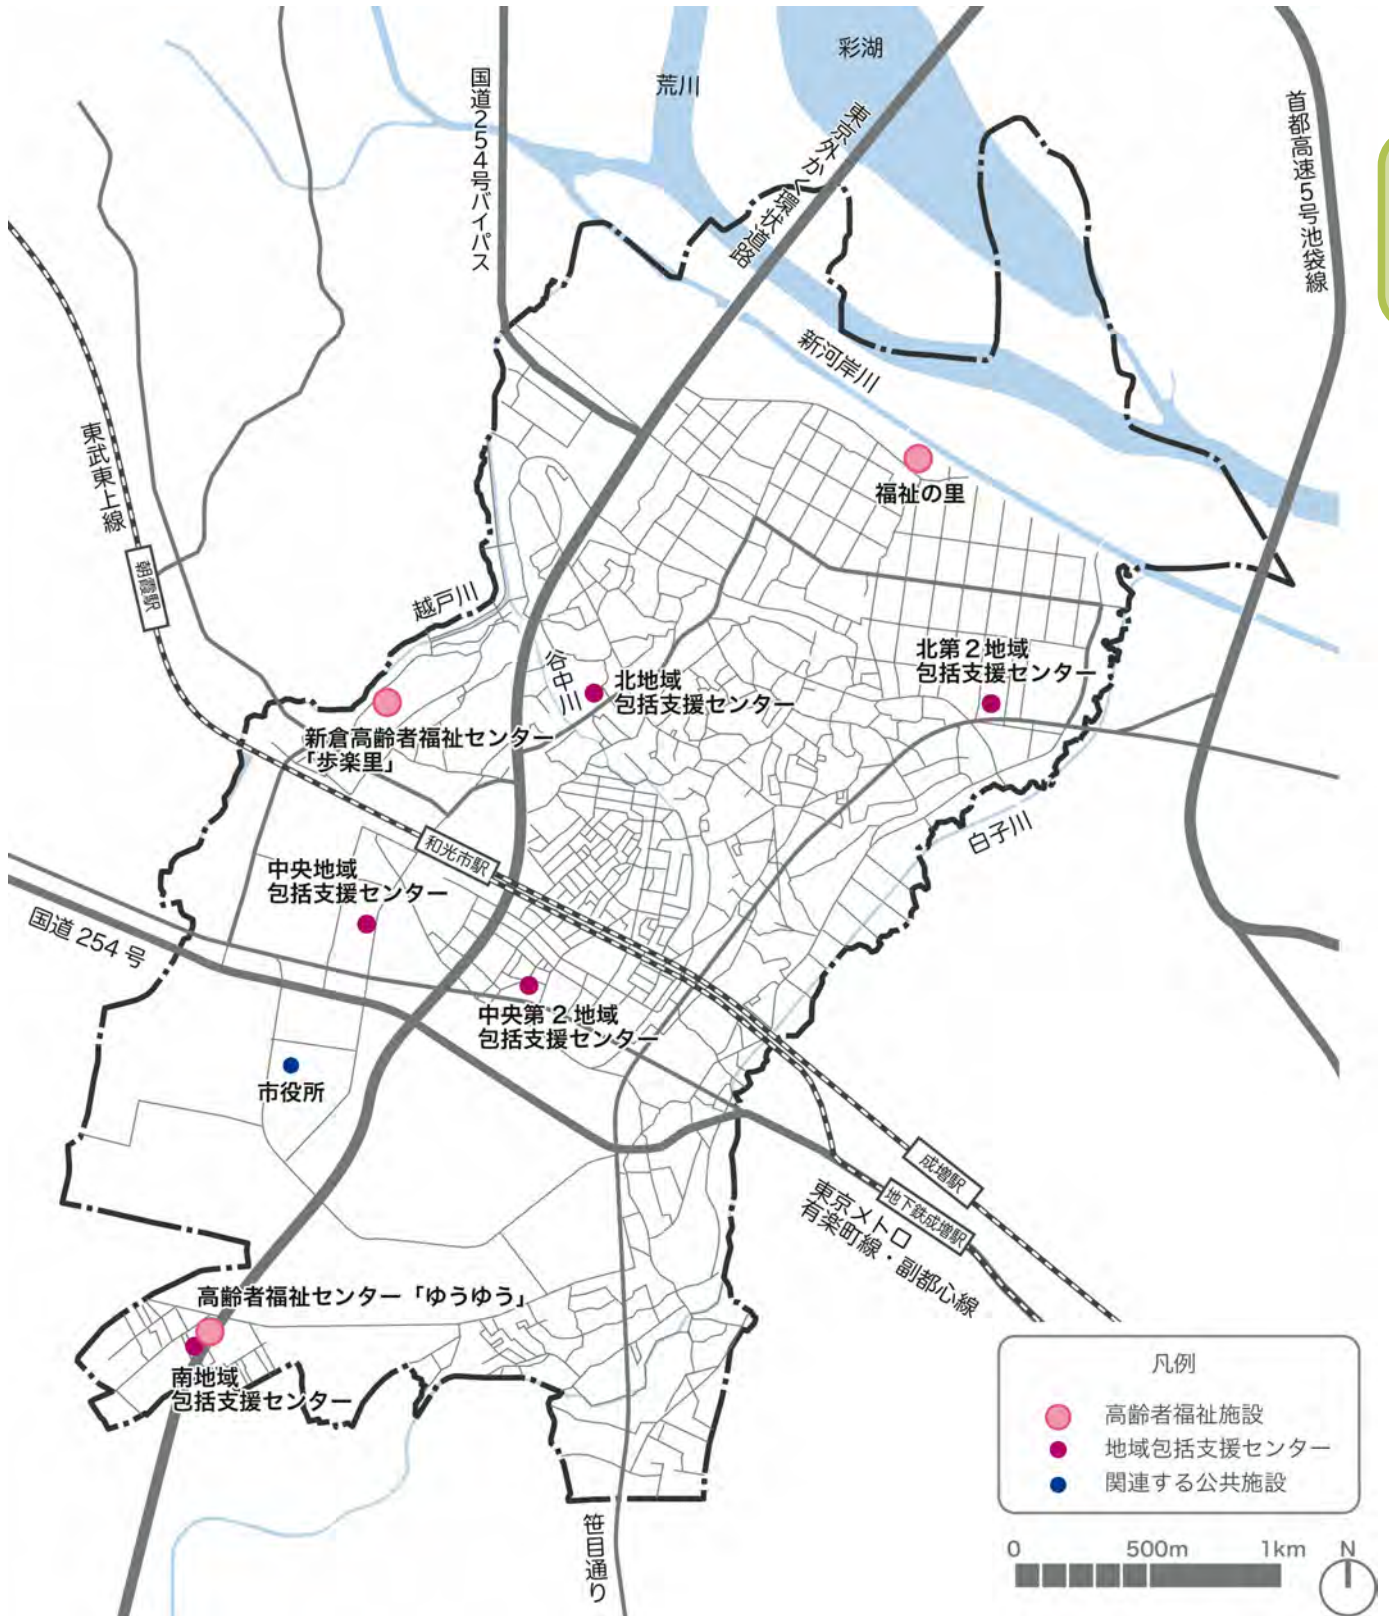 彩湖
荒川
国道254号バイパス
東京外かく環状道路
首都高速5号池袋線
新河岸川
東武東上線
福祉の里
朝霞駅
越戸川
谷中川
北地域
包括支援センター
北第2地域
包括支援センター
新倉高齢者福祉センター
「歩楽里」
白子川
和光市駅
中央地域
包括支援センター
国道254号
中央第2地域
包括支援センター
市役所
成増駅
地下鉄成増駅
東京メトロ
有楽町線・副都心線
高齢者福祉センター「ゆうゆう」
南地域
包括支援センター
笹目通り
凡例
高齢者福祉施設
地域包括支援センター
関連する公共施設
0 500m 1km N